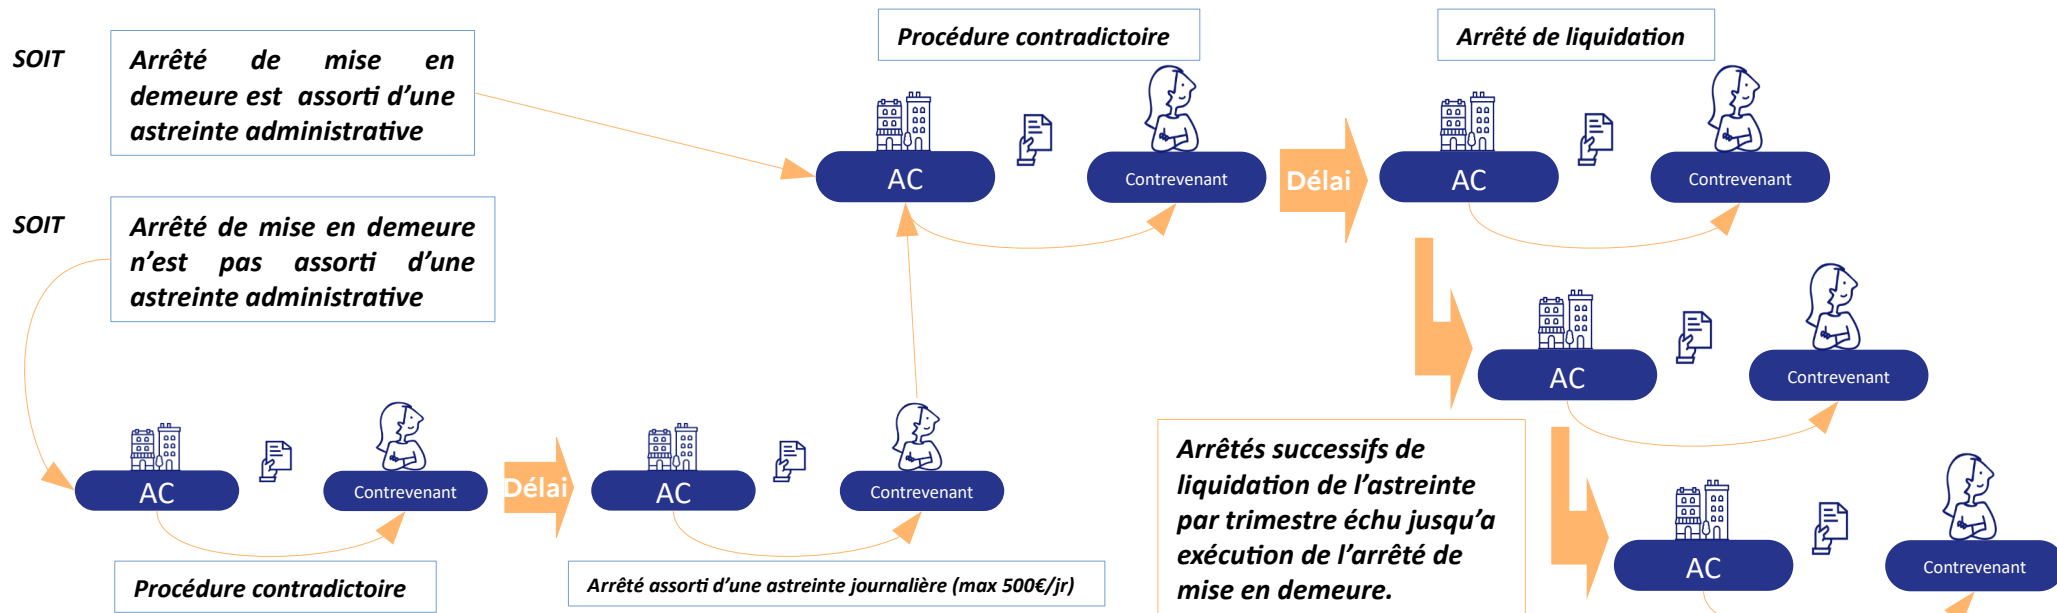 SOIT
Arrêté de mise en
demeure est assorti d’une
astreinte administrative
Procédure contradictoire
Arrêté de liquidation
AC
Contrevenant
Délai
AC
Contrevenant
SOIT
Arrêté de mise en demeure
n’est pas assorti d’une
astreinte administrative
AC
Contrevenant
AC
Contrevenant
Délai
AC
Contrevenant
Procédure contradictoire
Arrêté assorti d’une astreinte journalière (max 500€/jr)
Arrêtés successifs de
liquidation de l’astreinte
par trimestre échu jusqu’a
exécution de l’arrêté de
mise en demeure.
AC
Contrevenant